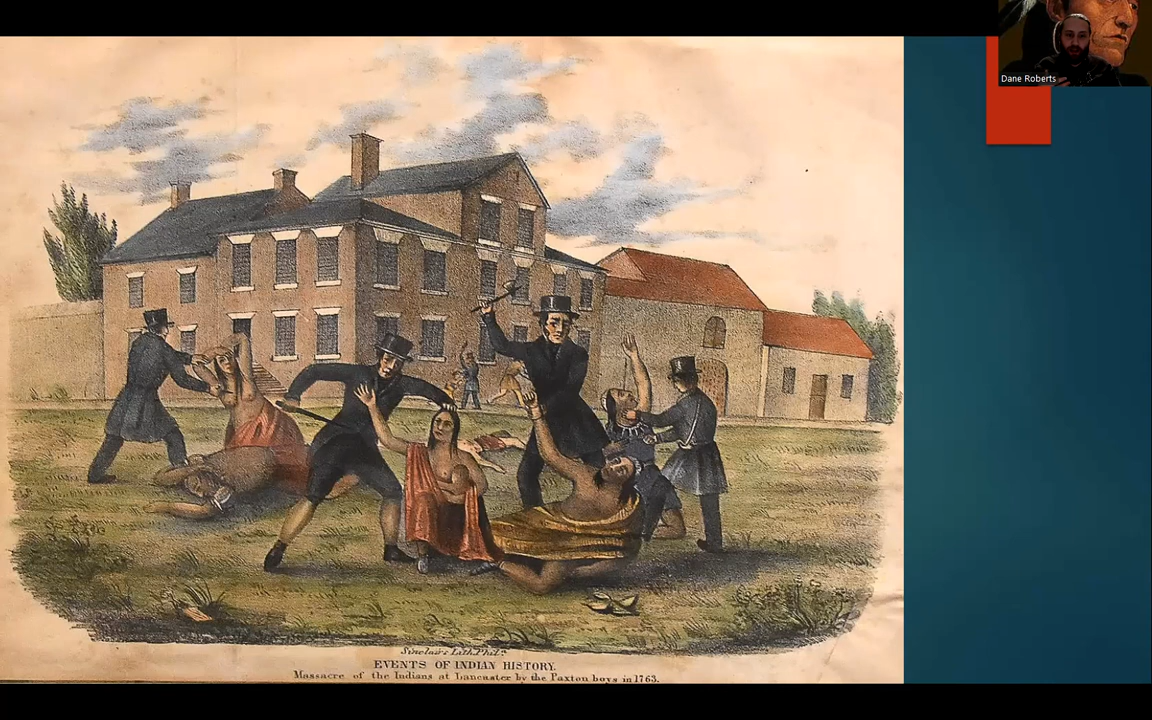 Dane Roberts
Sinclair's Lith. Phila.
EVENTS OF INDIAN HISTORY.
Massacre of the Indians at Lancaster by the Paxton boys in 1763.